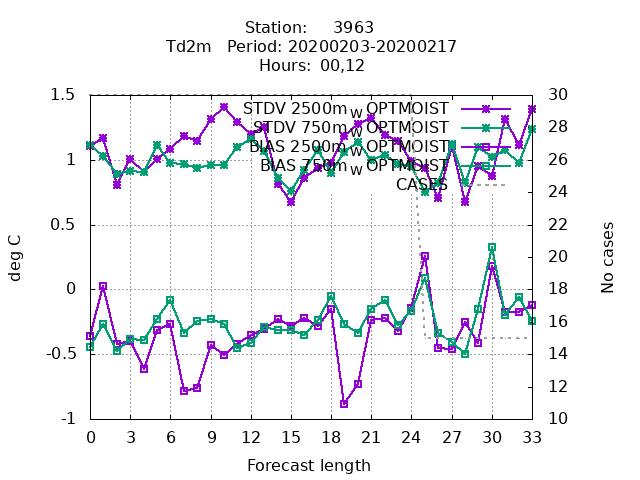 Station: 3963
Td2m Period: 20200203-20200217
Hours: 00,12
STDV 2500m_W OPTMOIST
STDV 750m_W OPTMOIST
BIAS 2500m_W OPTMOIST
BIAS 750m_W OPTMOIST
CASES
1.5
1
0.5
0
-0.5
-1
deg C
30
28
26
24
22
20
18
16
14
12
10
No cases
0 3 6 9 12 15 18 21 24 27 30 33
Forecast length